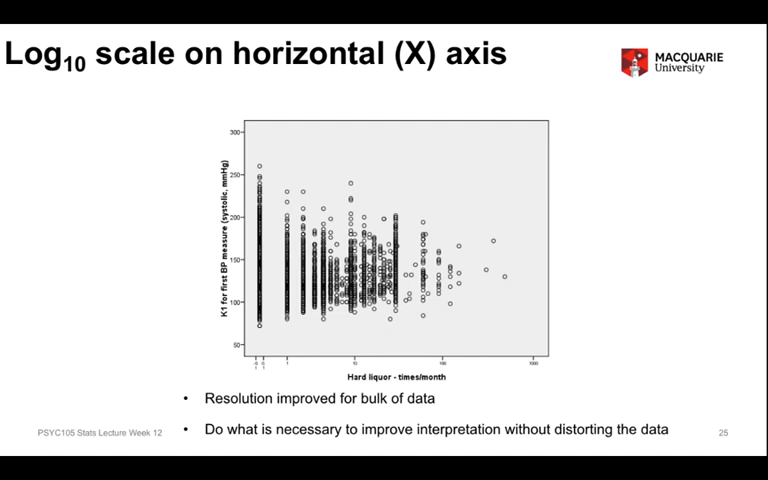 Log10 scale on horizontal (X) axis
MACQUARIE
University
300
250
200
150
100
50
K1 for first BP measure (systolic, mmHg)
1
10
100
1000
Hard liquor - times/month
• Resolution improved for bulk of data
• Do what is necessary to improve interpretation without distorting the data
PSYC105 Stats Lecture Week 12
25